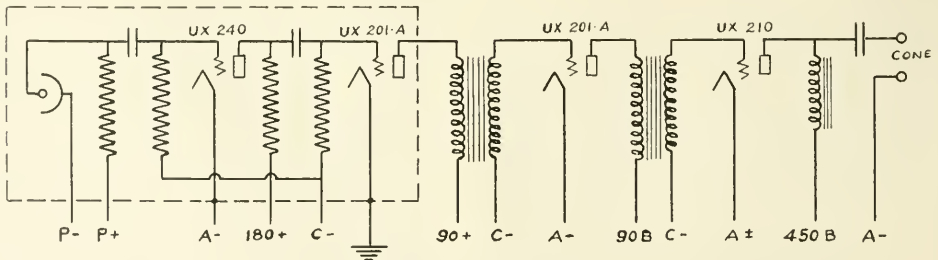 UX 240 UX 201-A UX 201-A UX 210
CONE
P- P+ A- 180+ C- 90+ C- A- 90B C- A± 450 B A-